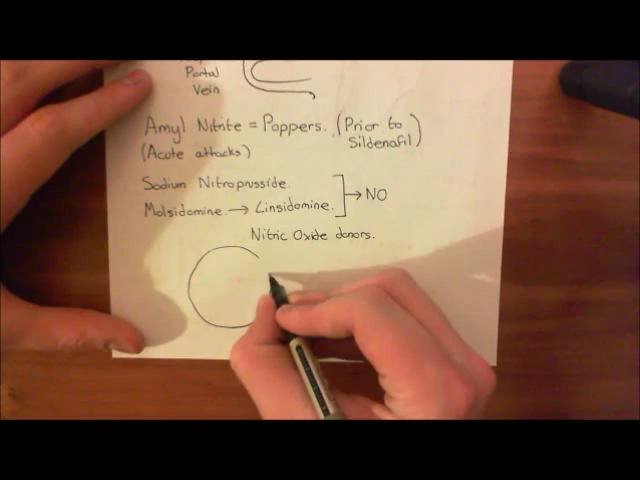 Portal
Vein
Amyl Nitrite = Poppers. (Prior to Sildenafil)
(Acute attacks)
Sodium Nitroprusside.
Molsidomine → Linsidomine. → NO
Nitric Oxide donors.